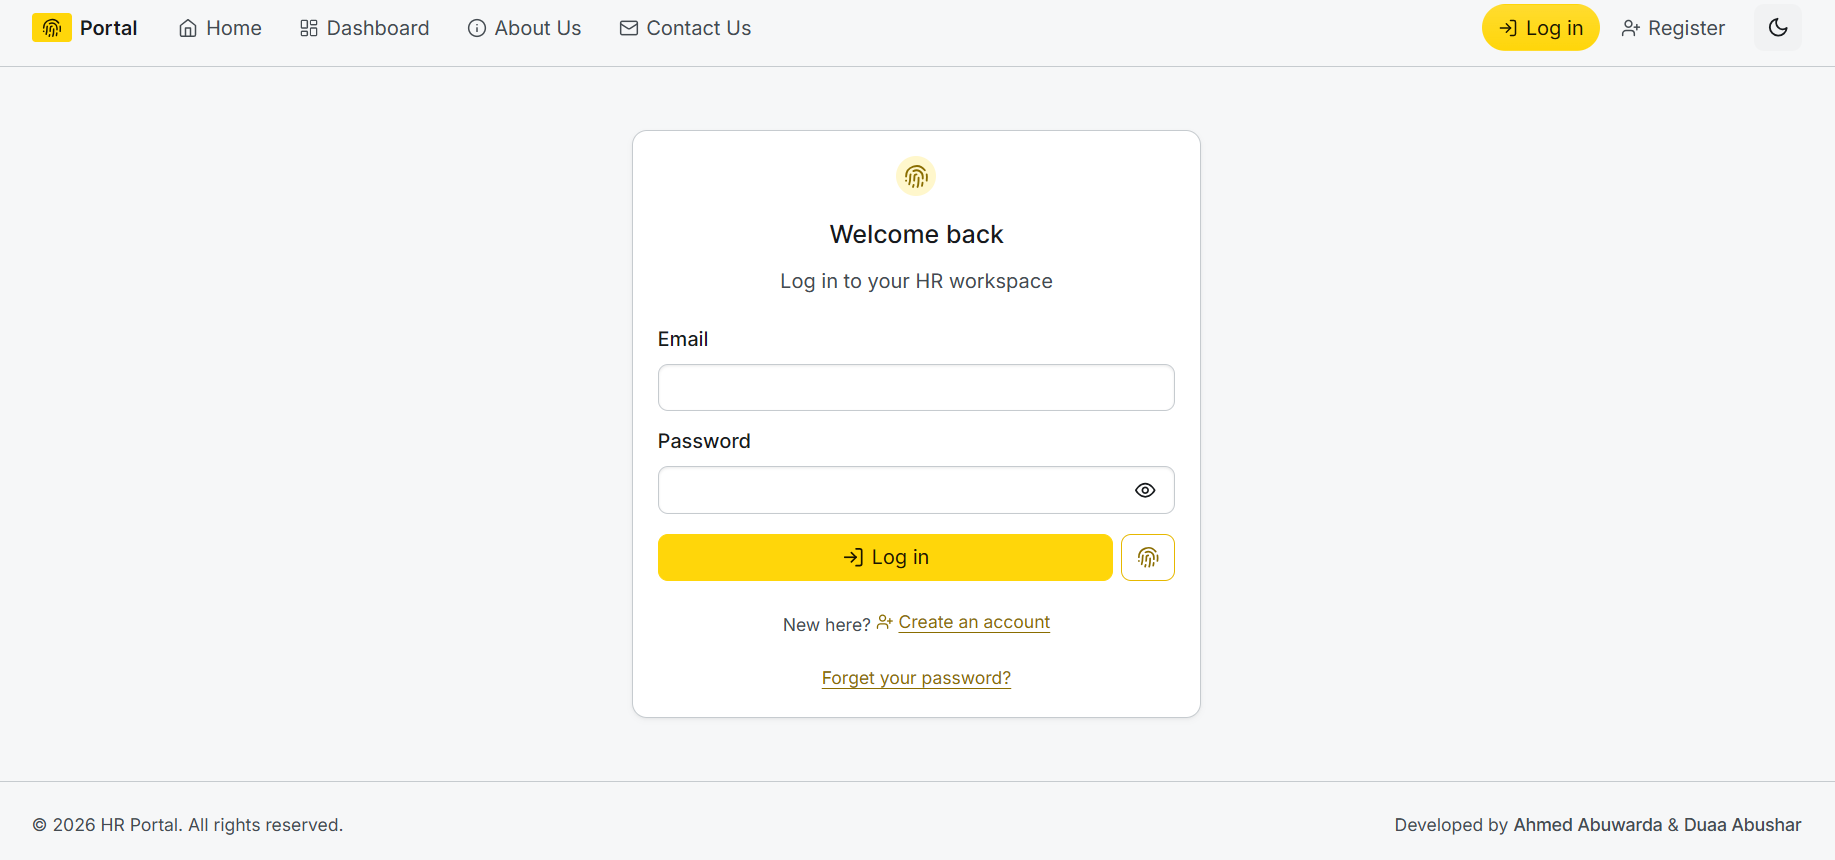 Portal
Home
Dashboard
About Us
Contact Us
Log in
Register
Welcome back
Log in to your HR workspace
Email
Password
Log in
New here? Create an account
Forget your password?
© 2026 HR Portal. All rights reserved.
Developed by Ahmed Abuwarda & Duaa Abushar